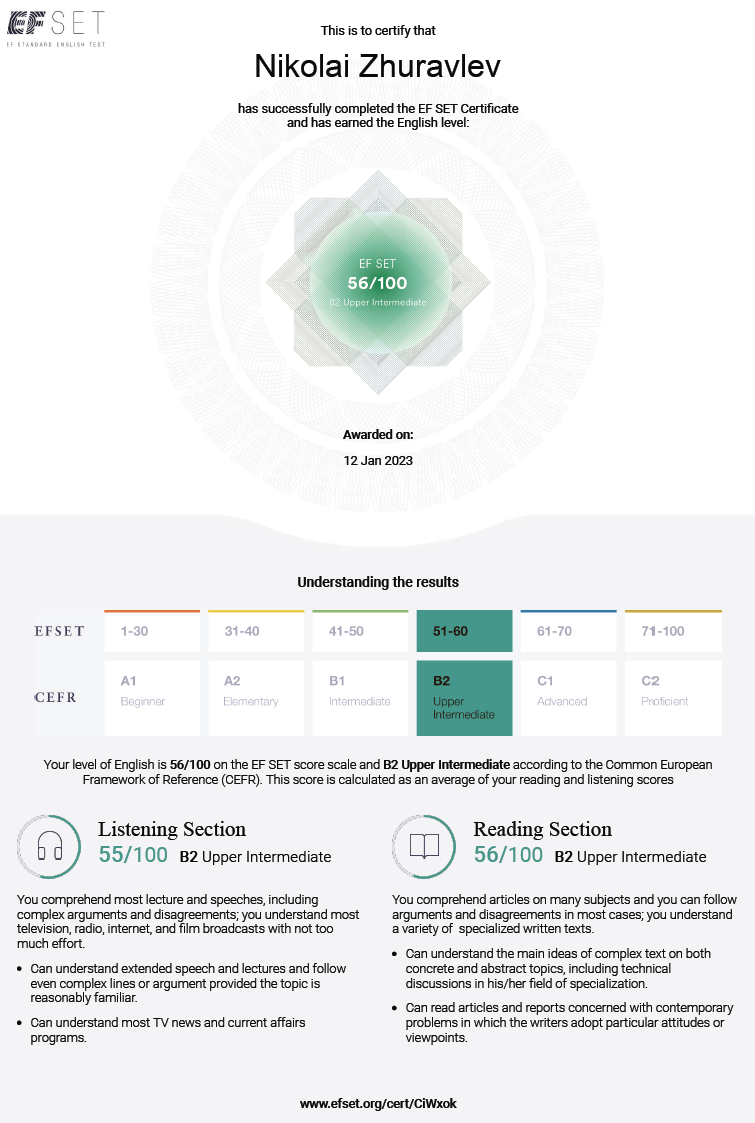 EF SET
EF STANDARD ENGLISH TEST
This is to certify that
Nikolai Zhuravlev
has successfully completed the EF SET Certificate
and has earned the English level:
EF SET
56/100
B2 Upper Intermediate
Awarded on:
12 Jan 2023
Understanding the results
EFSET 1-30 31-40 41-50 51-60 61-70 71-100
CEFR A1 A2 B1 B2 C1 C2
Beginner Elementary Intermediate Upper Intermediate Advanced Proficient
Your level of English is 56/100 on the EF SET score scale and B2 Upper Intermediate according to the Common European
Framework of Reference (CEFR). This score is calculated as an average of your reading and listening scores
Listening Section
55/100 B2 Upper Intermediate
You comprehend most lecture and speeches, including
complex arguments and disagreements; you understand most
television, radio, internet, and film broadcasts with not too
much effort.
• Can understand extended speech and lectures and follow
even complex lines or argument provided the topic is
reasonably familiar.
• Can understand most TV news and current affairs
programs.
Reading Section
56/100 B2 Upper Intermediate
You comprehend articles on many subjects and you can follow
arguments and disagreements in most cases; you understand
a variety of specialized written texts.
• Can understand the main ideas of complex text on both
concrete and abstract topics, including technical
discussions in his/her field of specialization.
• Can read articles and reports concerned with contemporary
problems in which the writers adopt particular attitudes or
viewpoints.
www.efset.org/cert/CiWxok